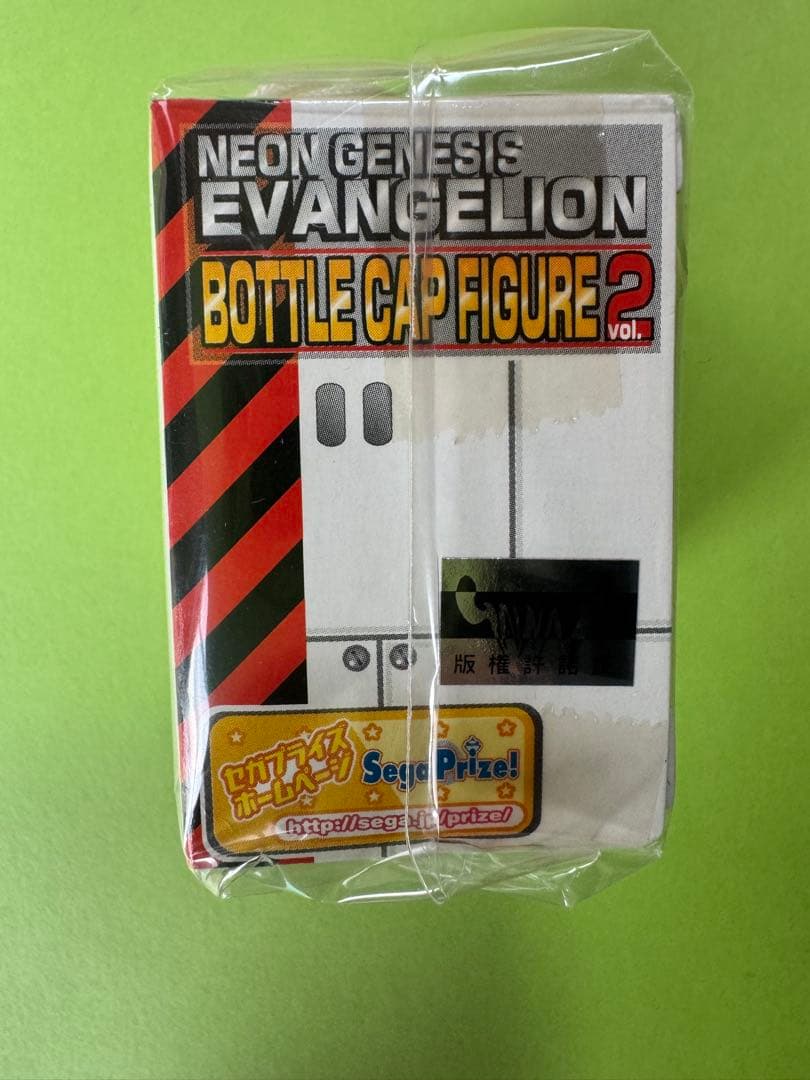 NEON GENESIS
EVANGELION
BOTTLE CAP FIGURE 2
vol.
版権許諾
セガプライズ
ホームページ
SegaPrize!
http://sega.jp/prize/